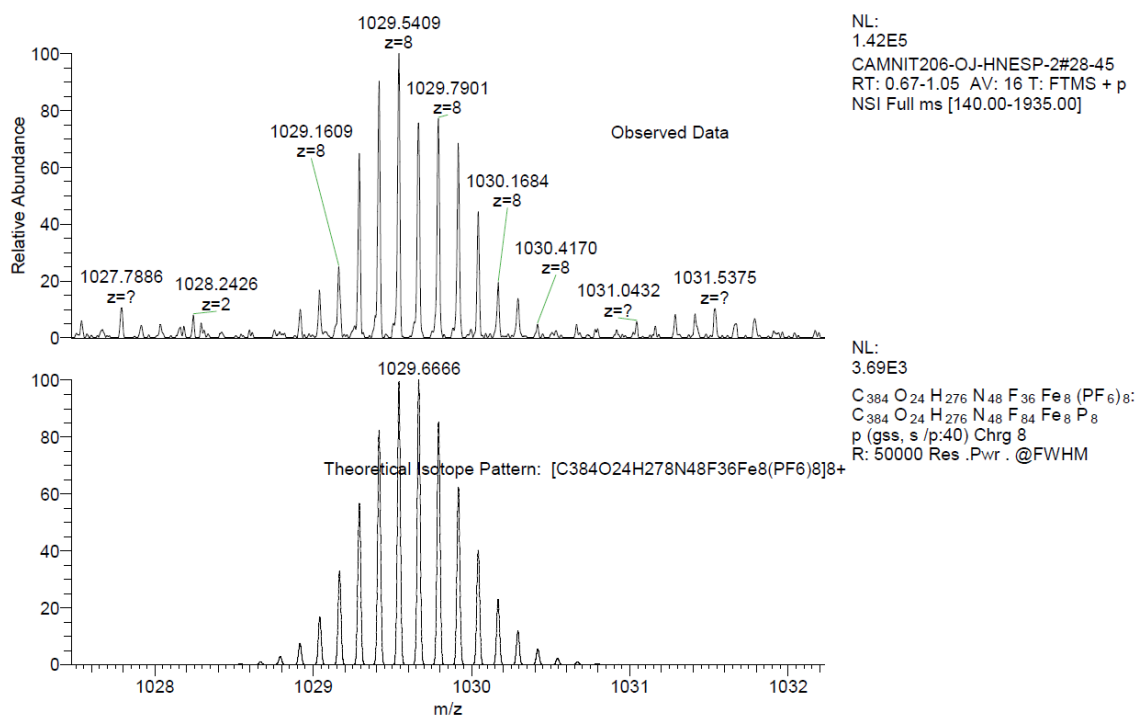 NL:
1.42E5
CAMNIT206-OJ-HNESP-2#28-45
RT: 0.67-1.05 AV: 16 T: FTMS + p
NSI Full ms [140.00-1935.00]
1029.5409
z=8
1029.7901
z=8
Observed Data
1029.1609
z=8
1030.1684
z=8
1030.4170
z=8
1027.7886
z=?
1028.2426
z=2
1031.0432
z=?
1031.5375
z=?
100
80
60
40
20
0
Relative Abundance
NL:
3.69E3
C384 O24 H276 N48 F36 Fe8 (PF6)8:
C384 O24 H276 N48 F84 Fe8 P8
p (gss, s /p:40) Chrg 8
R: 50000 Res .Pwr . @FWHM
1029.6666
Theoretical Isotope Pattern: [C384O24H278N48F36Fe8(PF6)8]8+
100
80
60
40
20
0
1028 1029 1030 1031 1032
m/z